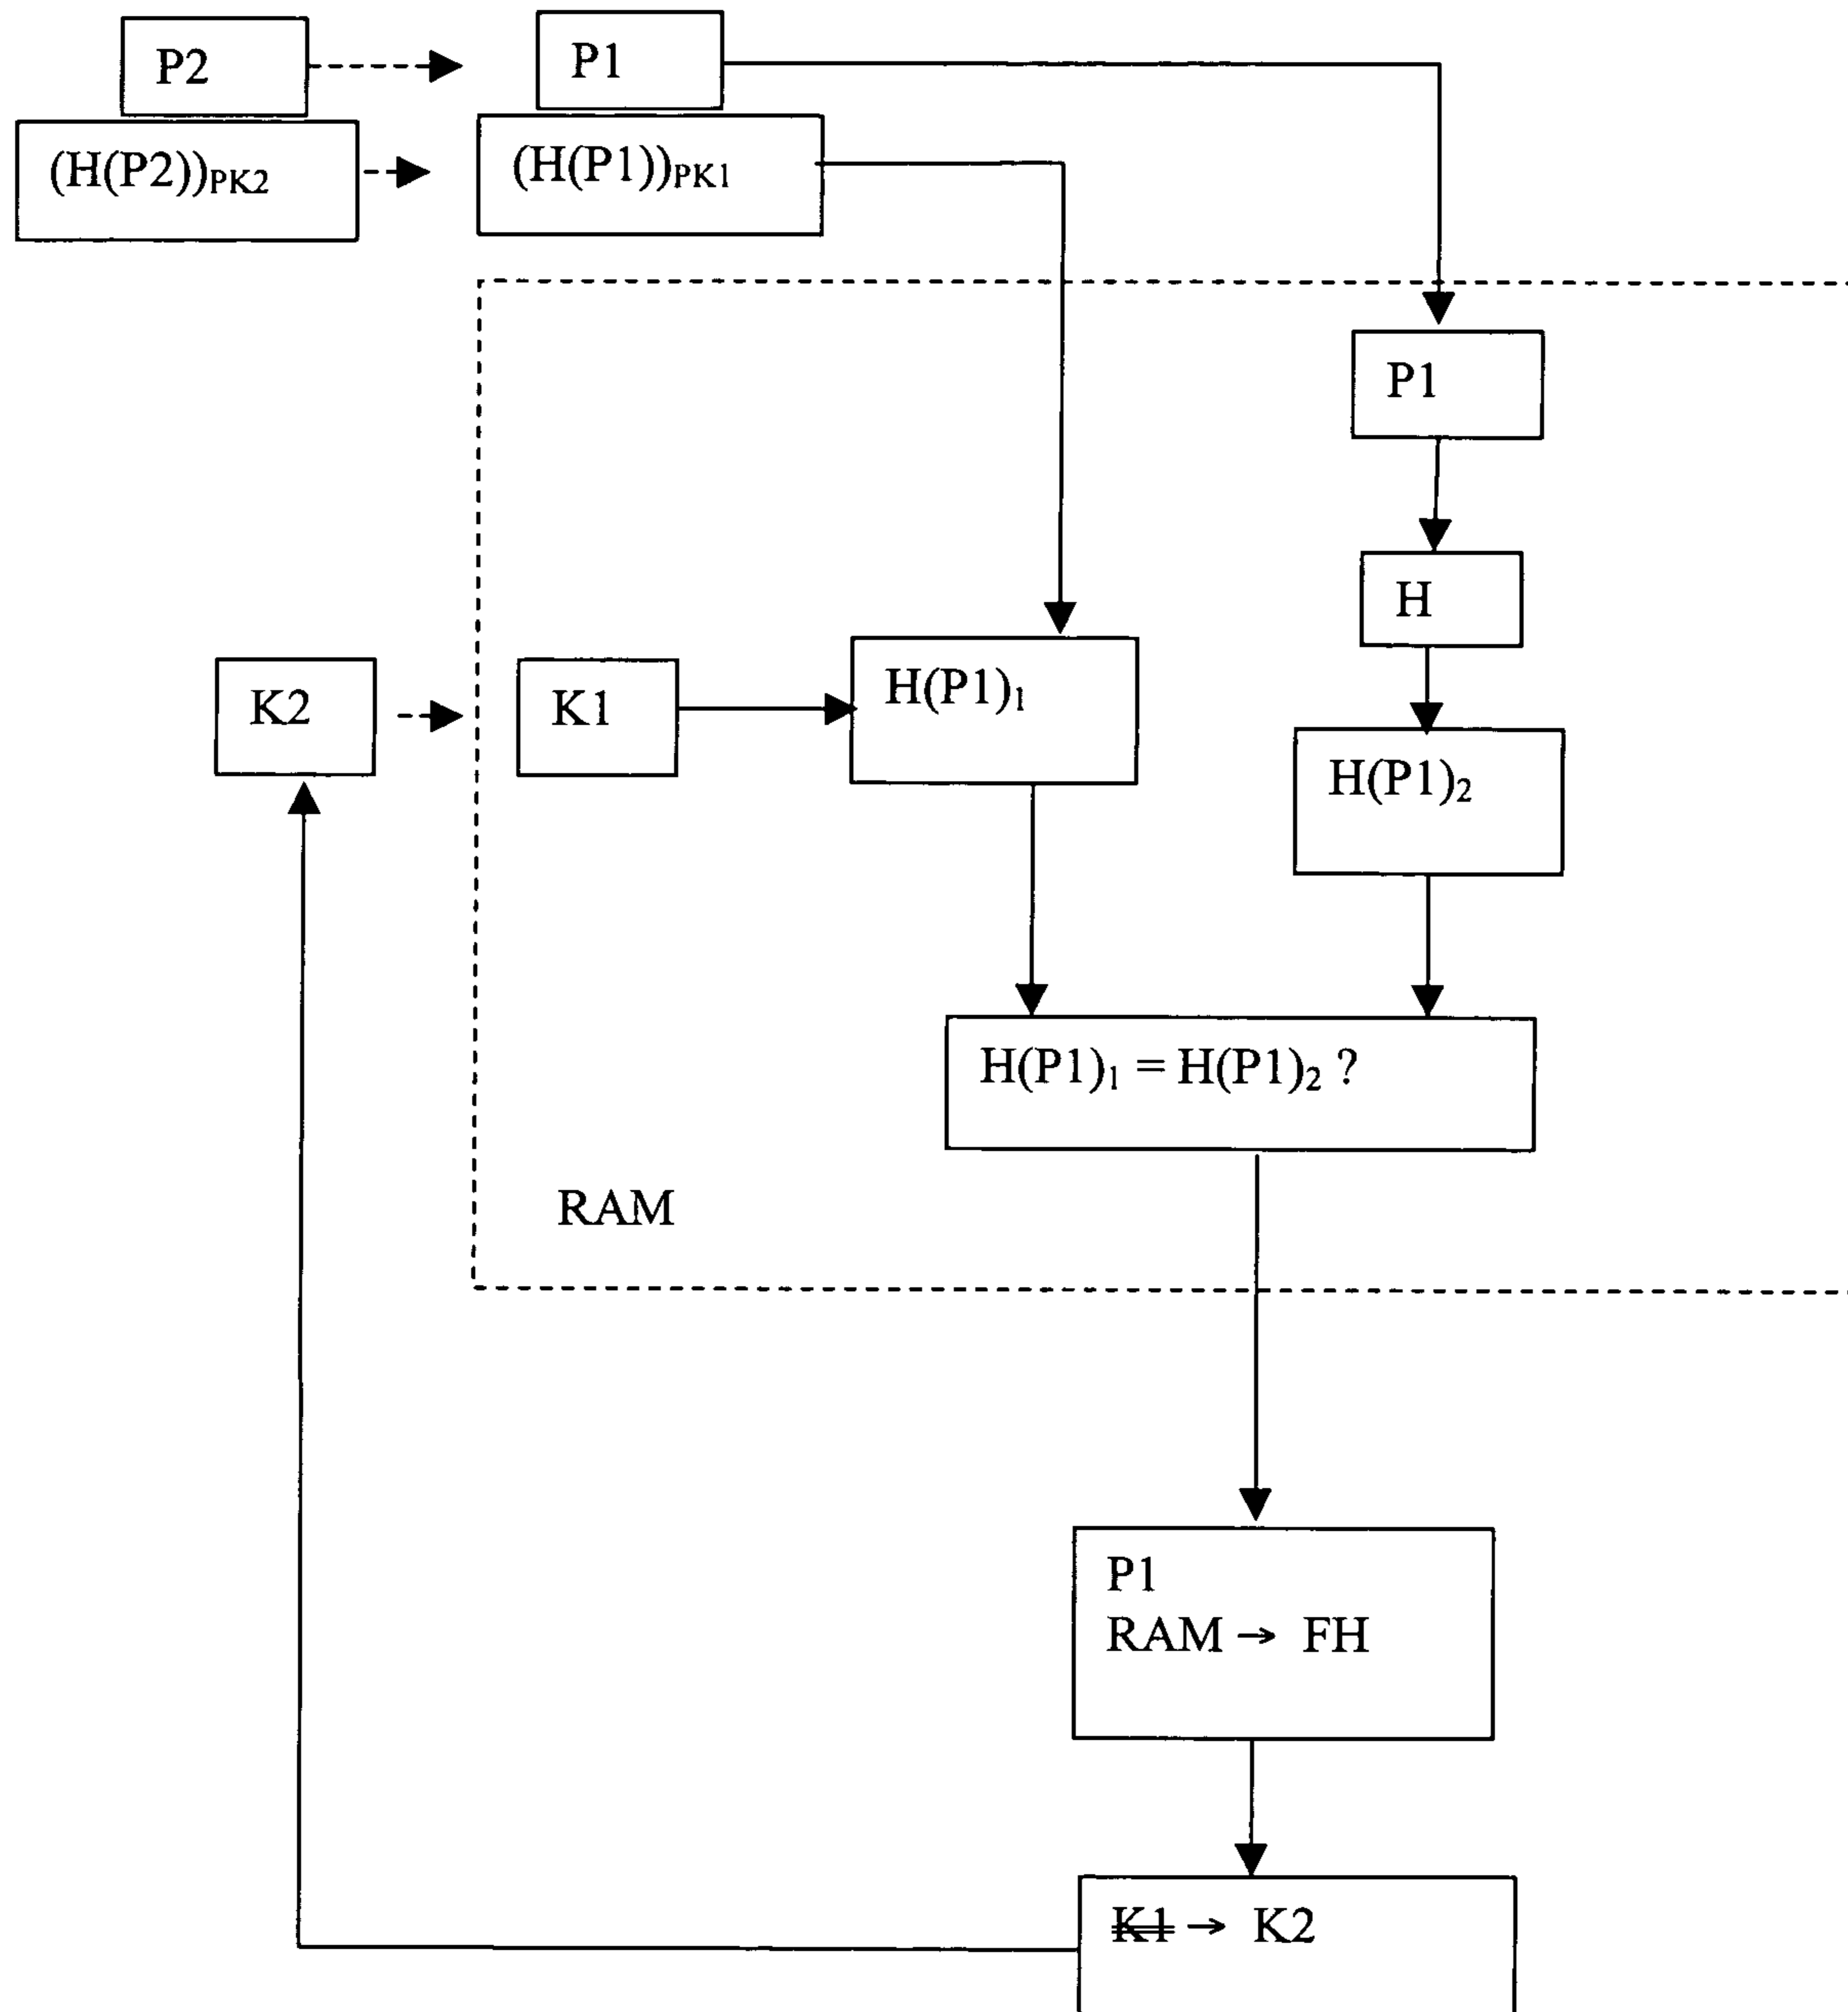 P2
P1
(H(P2))PK2
(H(P1))PK1
P1
H
K2
K1
H(P1)1
H(P1)2
H(P1)1 = H(P1)2 ?
RAM
P1
RAM → FH
K1 → K2